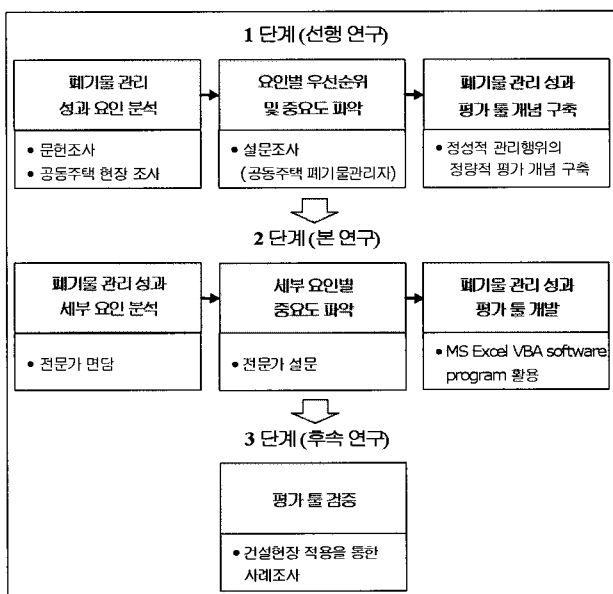 1 단계(선행 연구)
폐기물 관리
성과 요인 분석
• 문헌조사
• 공동주택 현장 조사
요인별 우선순위
및 중요도 파악
• 설문조사
(공동주택 폐기물관리자)
폐기물 관리 성과
평가 툴 개념 구축
• 정성적 관리행위의
정량적 평가 개념 구축
2 단계(본 연구)
폐기물 관리 성과
세부 요인 분석
• 전문가 면담
세부 요인별
중요도 파악
• 전문가 설문
폐기물 관리 성과
평가 툴 개발
• MS Excel VBA software
program 활용
3 단계(후속 연구)
평가 툴 검증
• 건설현장 적용을 통한
사례조사